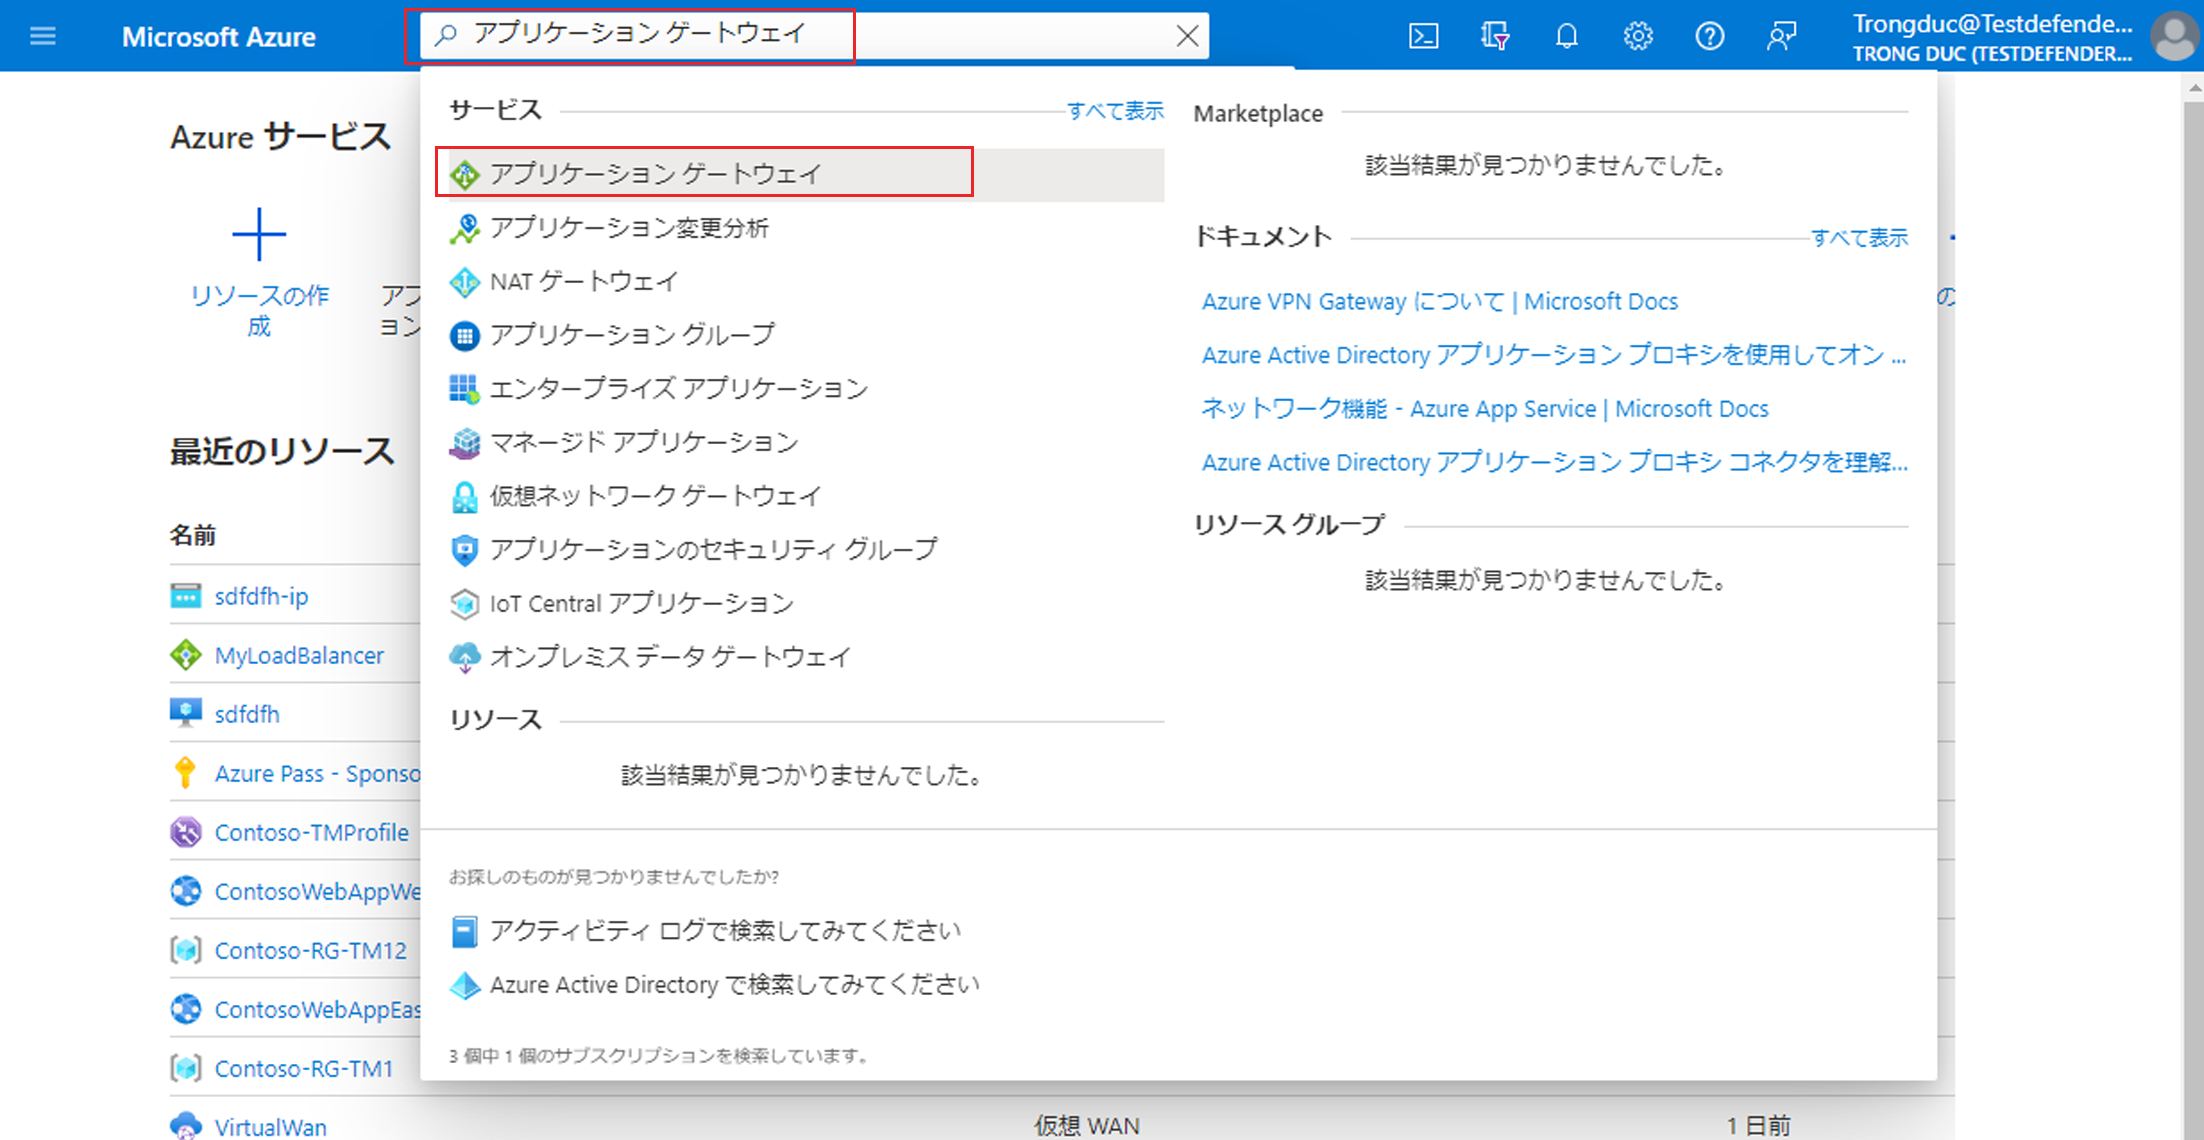 Microsoft Azure
アプリケーション ゲートウェイ
Trongduc@Testdefende...
TRONG DUC (TESTDEFENDER...
Azure サービス
リソースの作
成
アプ
ョン
の
最近のリソース
名前
sdfdfh-ip
MyLoadBalancer
sdfdfh
Azure Pass - Sponso
Contoso-TMProfile
ContosoWebAppWe
Contoso-RG-TM12
ContosoWebAppEas
Contoso-RG-TM1
VirtualWan
仮想 WAN
1 日前
サービス
すべて表示
アプリケーション ゲートウェイ
アプリケーション変更分析
NAT ゲートウェイ
アプリケーション グループ
エンタープライズ アプリケーション
マネージド アプリケーション
仮想ネットワーク ゲートウェイ
アプリケーションのセキュリティ グループ
IoT Central アプリケーション
オンプレミス データ ゲートウェイ
リソース
該当結果が見つかりませんでした。
Marketplace
該当結果が見つかりませんでした。
ドキュメント
すべて表示
Azure VPN Gateway について | Microsoft Docs
Azure Active Directory アプリケーション プロキシを使用してオン ...
ネットワーク機能 - Azure App Service | Microsoft Docs
Azure Active Directory アプリケーション プロキシ コネクタを理解...
リソース グループ
該当結果が見つかりませんでした。
お探しのものが見つかりませんでしたか?
アクティビティ ログで検索してみてください
Azure Active Directory で検索してみてください
3 個中 1 個のサブスクリプションを検索しています。